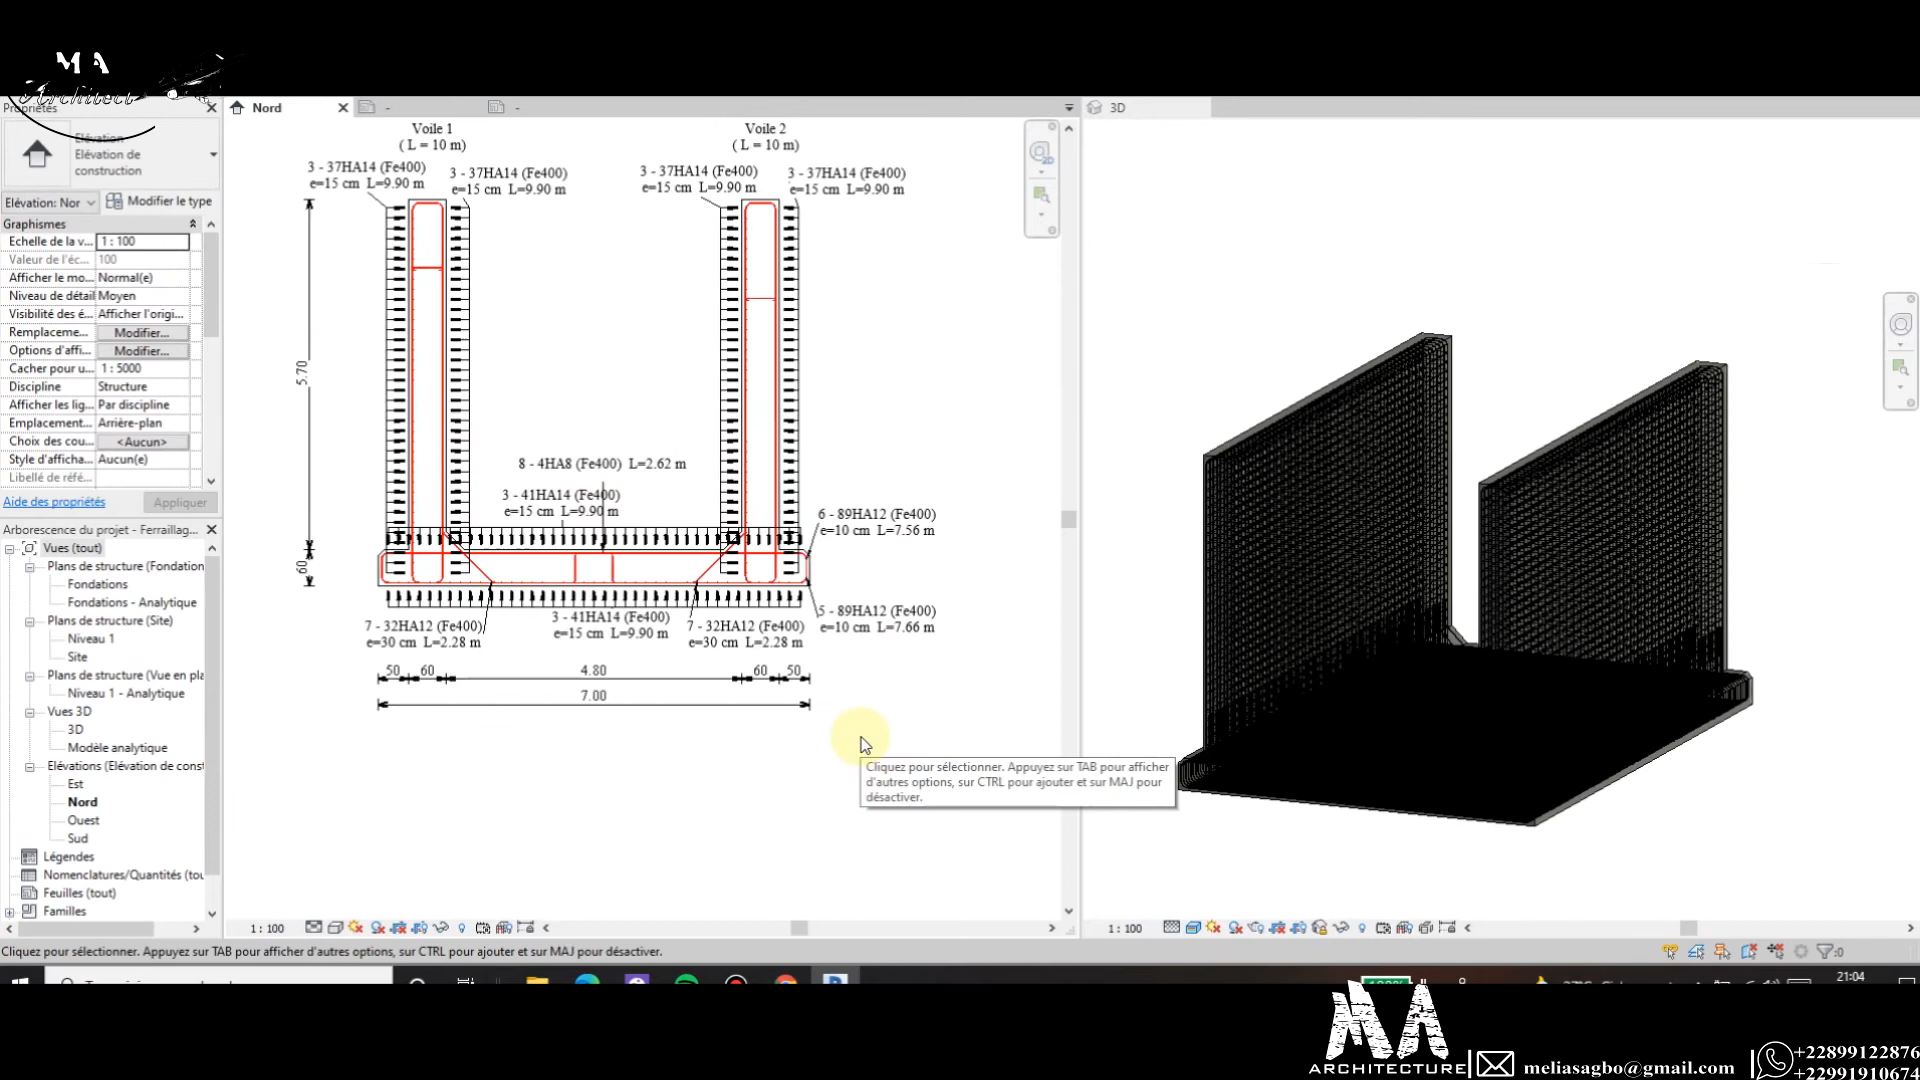 MA
Architect
Propriétés
Nord
-
-
3D
Elévation
Elévation de
construction
Elévation: Nor
Modifier le type
Graphismes
Echelle de la v...
1 : 100
Valeur de l'éc...
100
Afficher le mo...
Normal(e)
Niveau de détail
Moyen
Visibilité des é...
Afficher l'origi...
Remplaceme...
Modifier...
Options d'affi...
Modifier...
Cacher pour u...
1 : 5000
Discipline
Structure
Afficher les lig...
Par discipline
Emplacement...
Arrière-plan
Choix des cou...
<Aucun>
Style d'afficha...
Aucun(e)
Libellé de réfé...
Aide des propriétés
Appliquer
Arborescence du projet - Ferraillag...
Vues (tout)
Plans de structure (Fondation
Fondations
Fondations - Analytique
Plans de structure (Site)
Niveau 1
Site
Plans de structure (Vue en pla
Niveau 1 - Analytique
Vues 3D
3D
Modèle analytique
Elévations (Elévation de const
Est
Nord
Ouest
Sud
Légendes
Nomenclatures/Quantités (tou
Feuilles (tout)
Familles
Voile 1
( L = 10 m)
Voile 2
( L = 10 m)
3 - 37HA14 (Fe400)
e=15 cm L=9.90 m
3 - 37HA14 (Fe400)
e=15 cm L=9.90 m
3 - 37HA14 (Fe400)
e=15 cm L=9.90 m
3 - 37HA14 (Fe400)
e=15 cm L=9.90 m
5.70
8 - 4HA8 (Fe400) L=2.62 m
3 - 41HA14 (Fe400)
e=15 cm L=9.90 m
6 - 89HA12 (Fe400)
e=10 cm L=7.56 m
60
5 - 89HA12 (Fe400)
e=10 cm L=7.66 m
7 - 32HA12 (Fe400)
e=30 cm L=2.28 m
3 - 41HA14 (Fe400)
e=15 cm L=9.90 m
7 - 32HA12 (Fe400)
e=30 cm L=2.28 m
50 60 4.80 60 50
7.00
Cliquez pour sélectionner. Appuyez sur TAB pour afficher
d'autres options, sur CTRL pour ajouter et sur MAJ pour
désactiver.
1 : 100
1 : 100
Cliquez pour sélectionner. Appuyez sur TAB pour afficher d'autres options, sur CTRL pour ajouter et sur MAJ pour désactiver.
:0
21:04
MA
ARCHITECTURE
meliasagbo@gmail.com
+22899122876
+22991910674